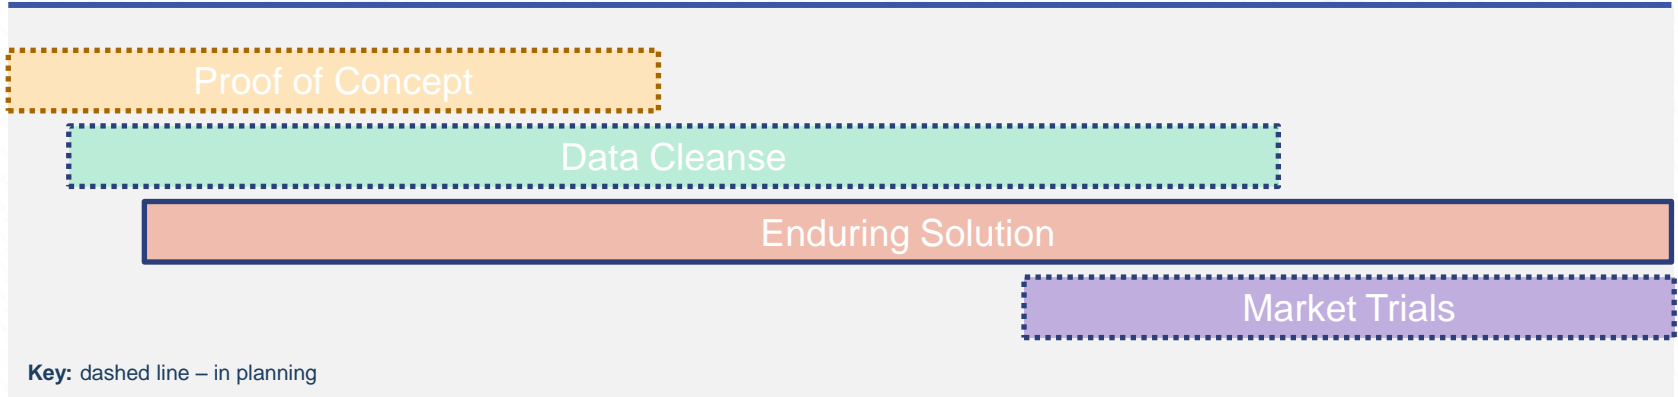 Proof of Concept
Data Cleanse
Enduring Solution
Market Trials
Key: dashed line – in planning